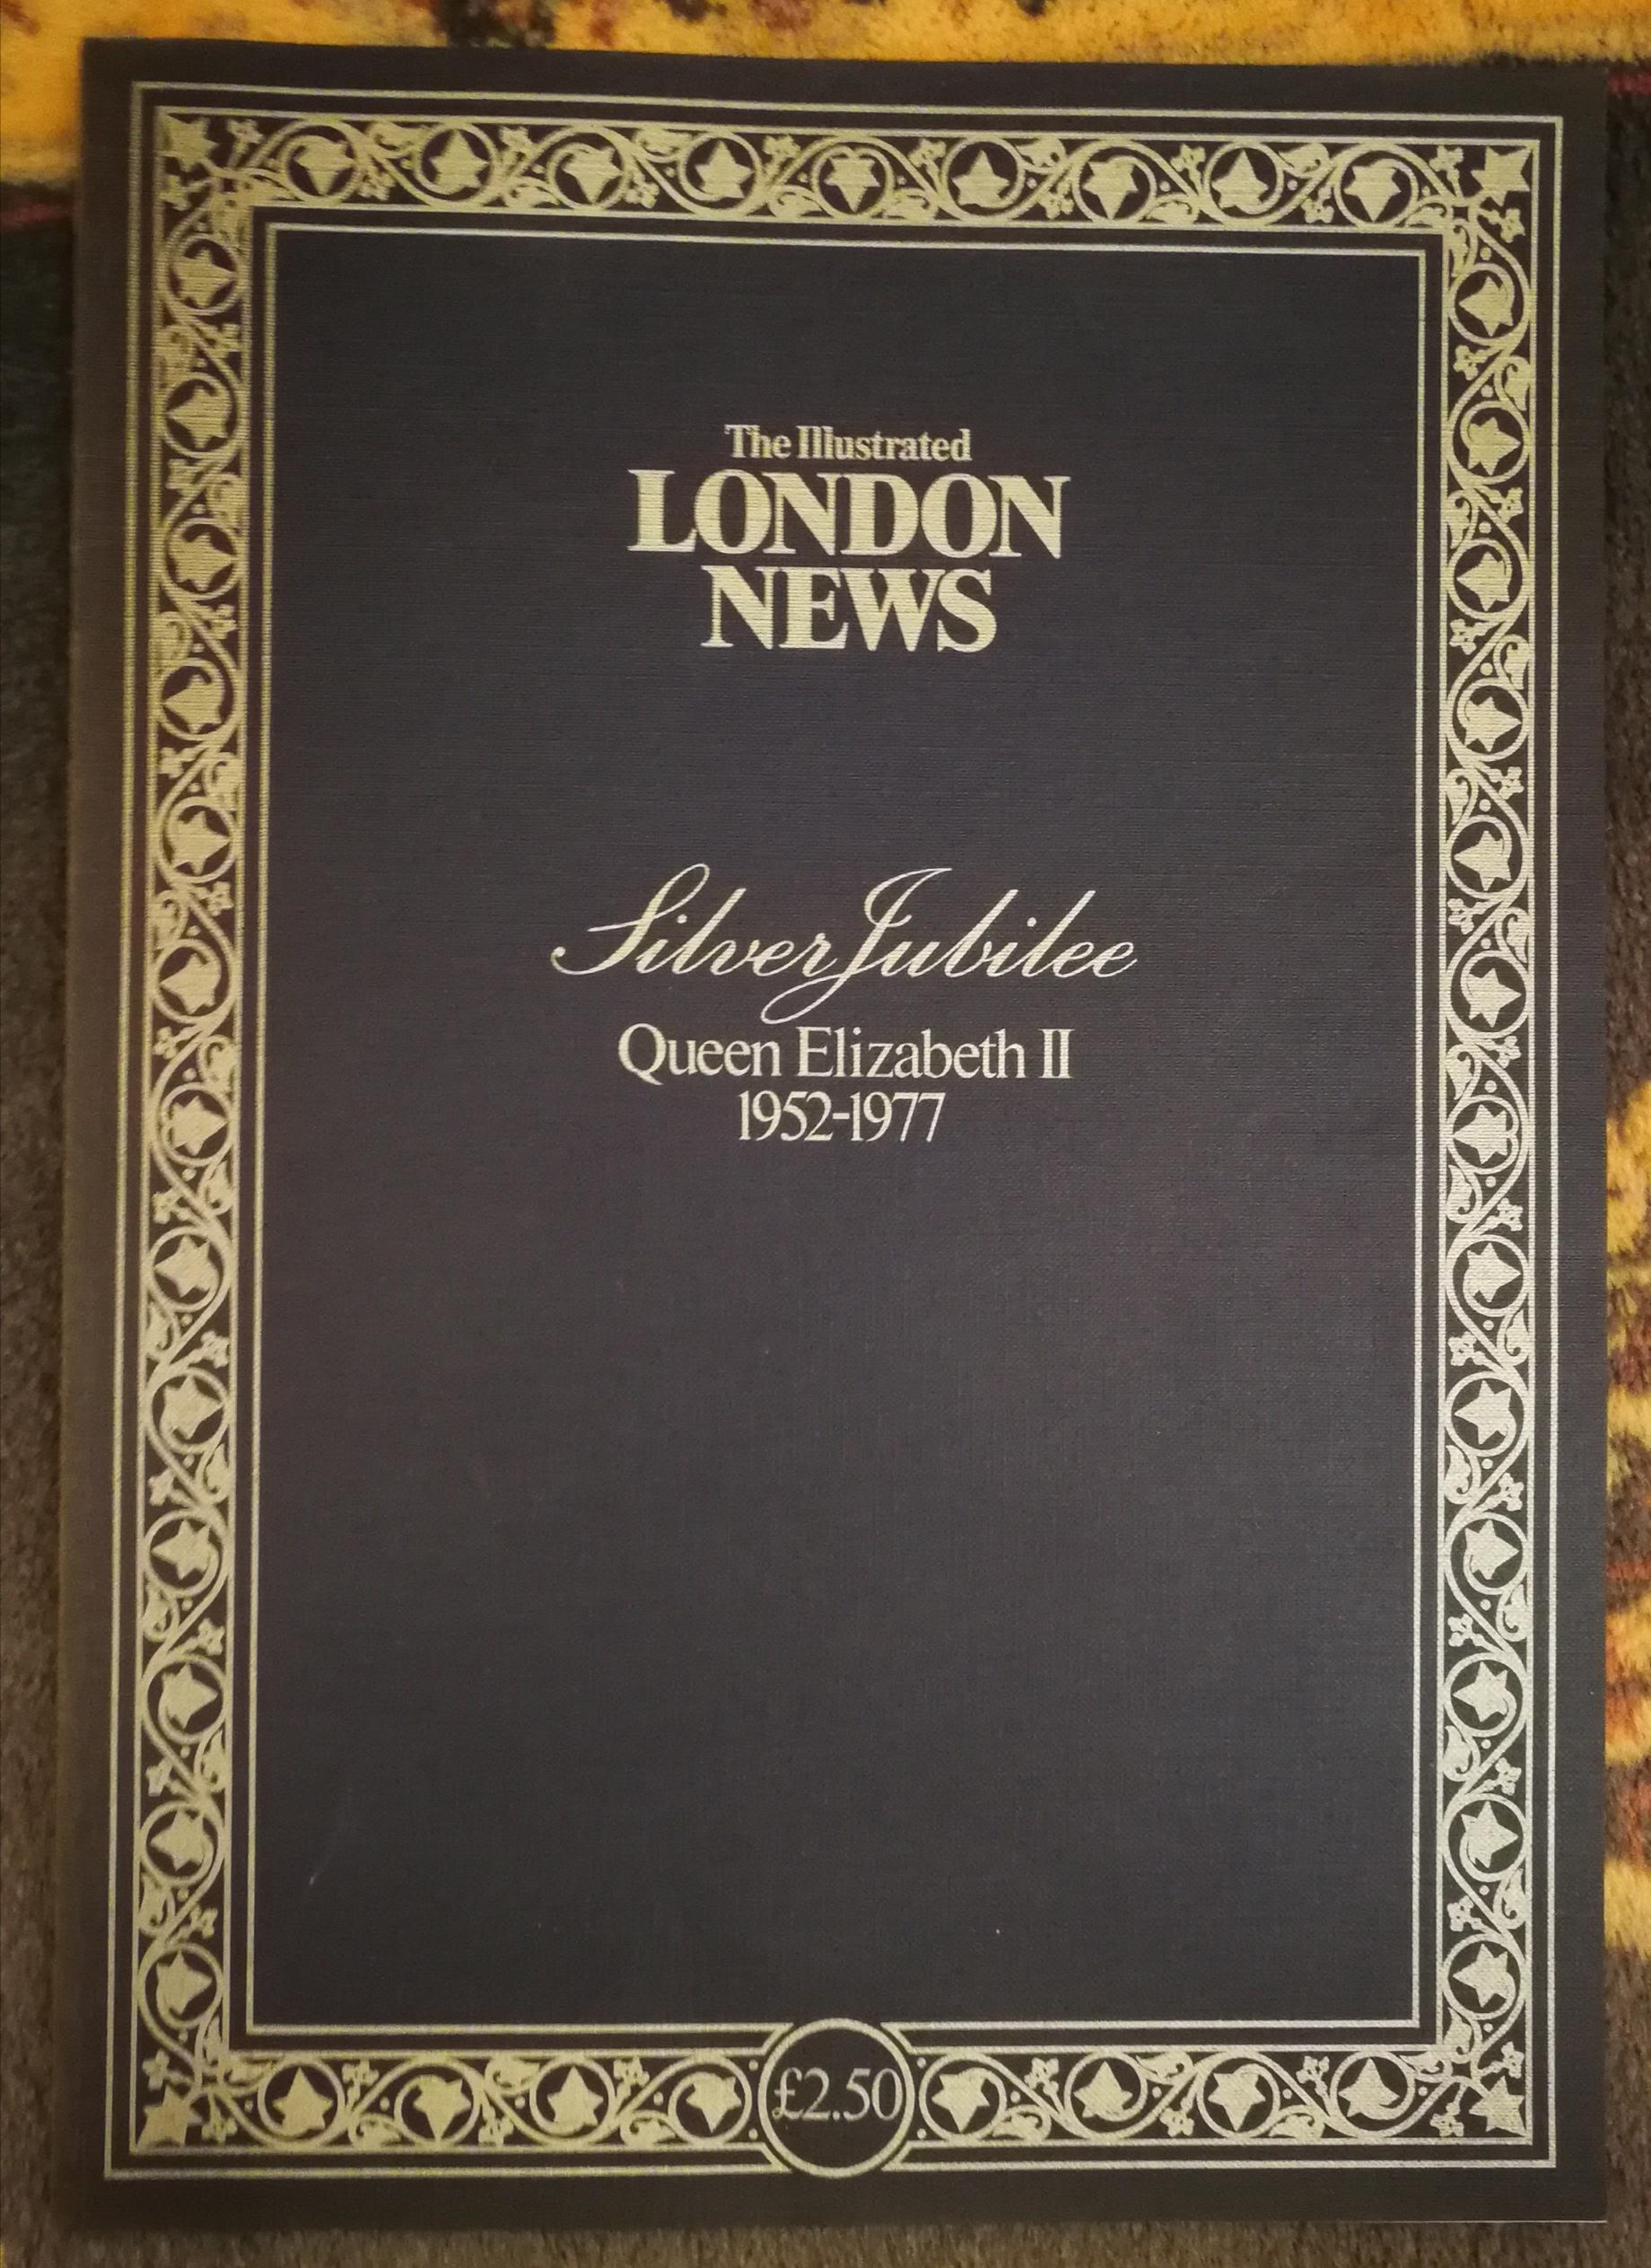 The Illustrated
LONDON
NEWS
Silver Jubilee
Queen Elizabeth II
1952-1977
£2.50